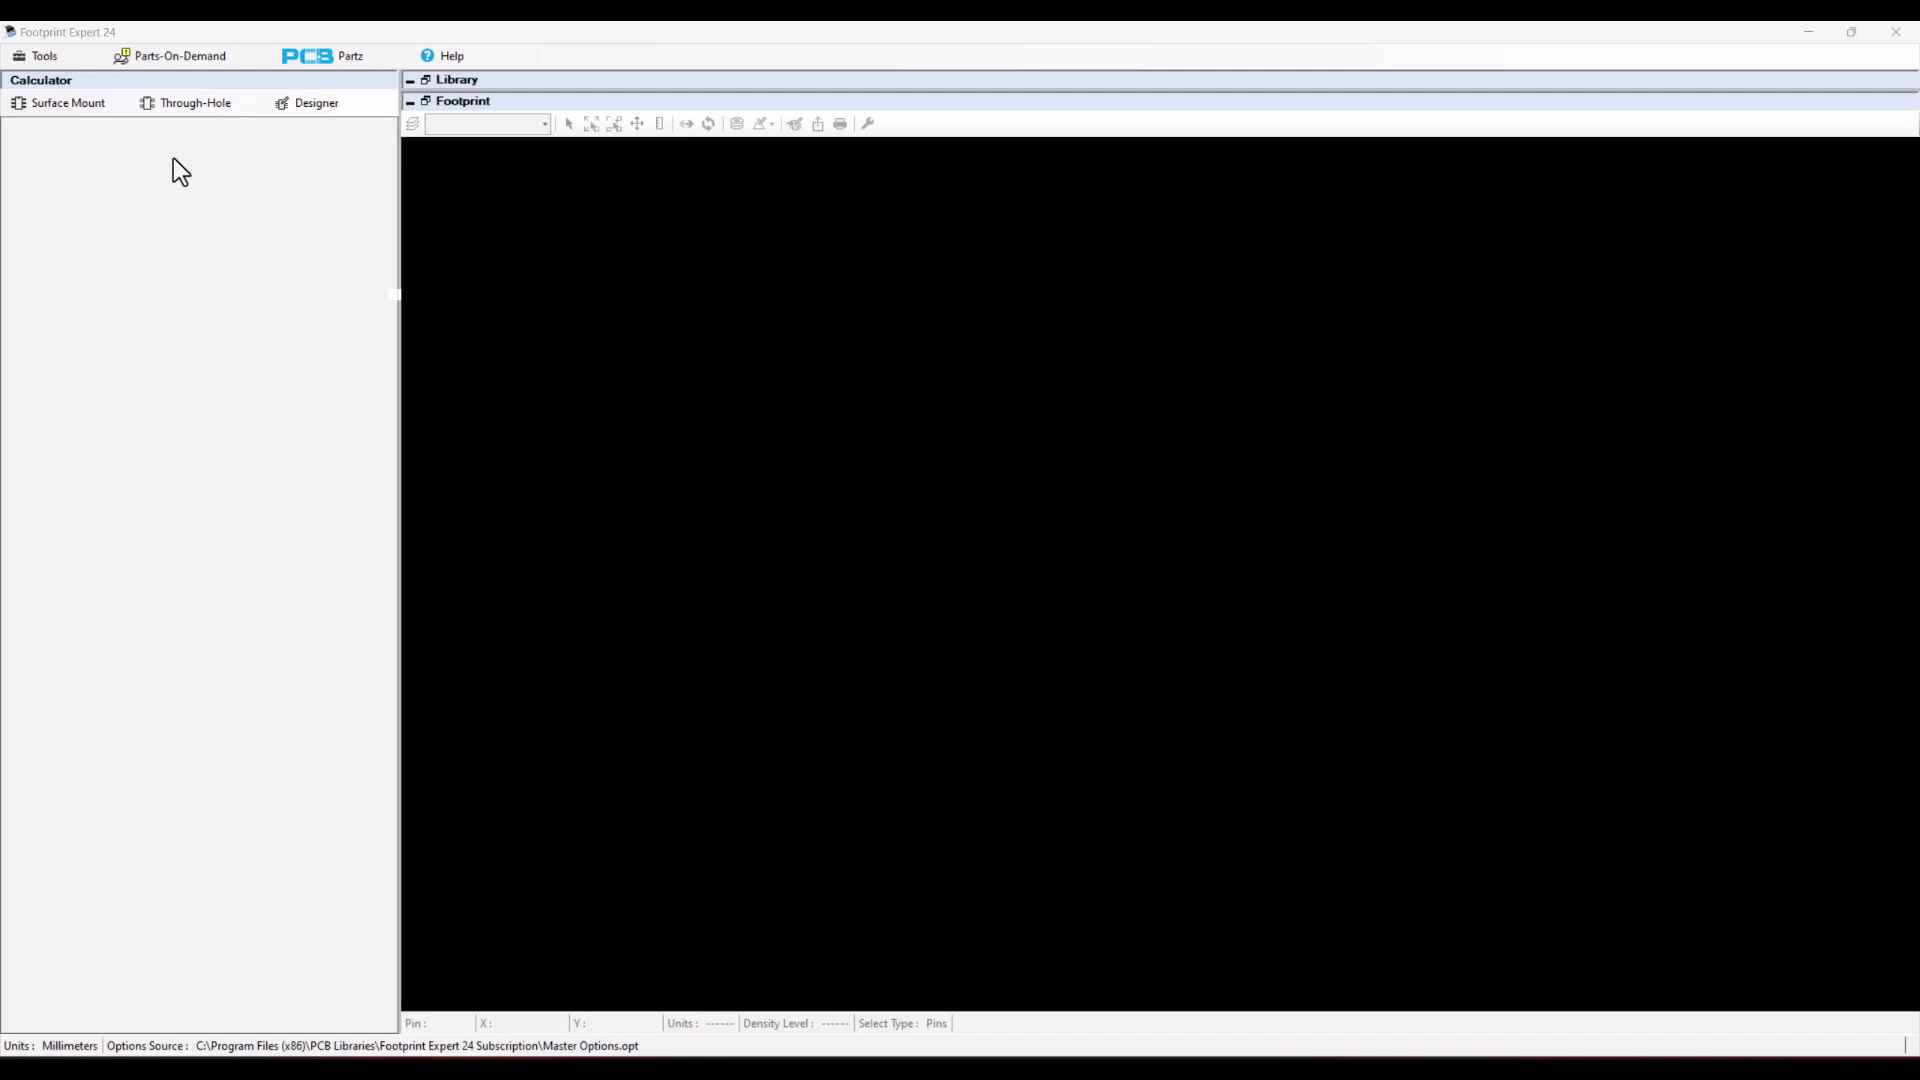 Footprint Expert 24
Tools Parts-On-Demand PCB Partz Help
Calculator
Library
Footprint
Surface Mount Through-Hole Designer
Pin : X : Y : Units : ------ Density Level : ------ Select Type : Pins
Units : Millimeters Options Source : C:\Program Files (x86)\PCB Libraries\Footprint Expert 24 Subscription\Master Options.opt